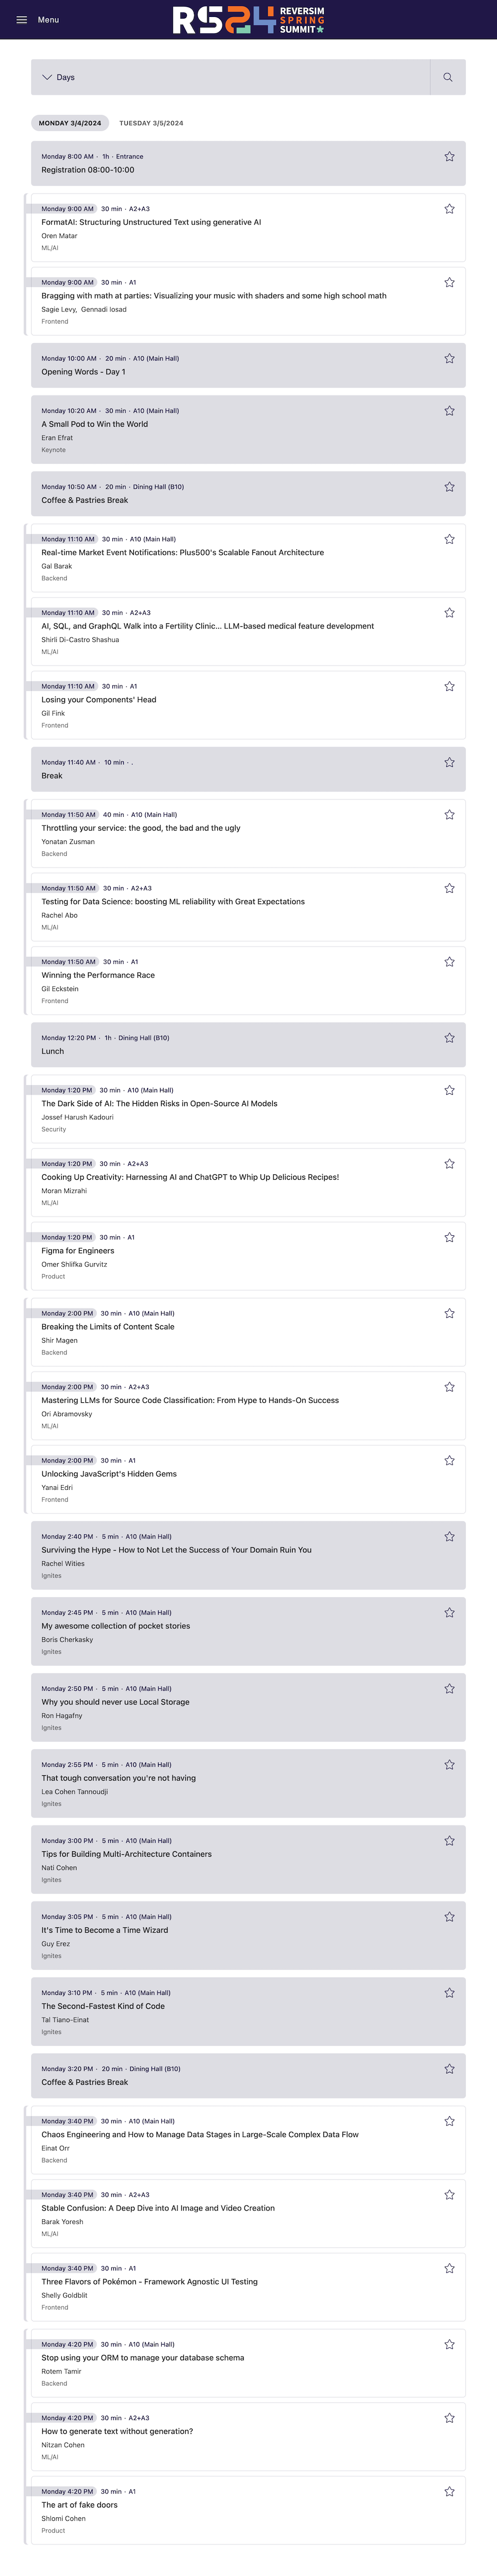 Menu
RS24 REVERSIM SPRING SUMMIT
Days
MONDAY 3/4/2024 TUESDAY 3/5/2024
Monday 8:00 AM · 1h · Entrance
Registration 08:00-10:00
Monday 9:00 AM 30 min · A2+A3
FormatAI: Structuring Unstructured Text using generative AI
Oren Matar
ML/AI
Monday 9:00 AM 30 min · A1
Bragging with math at parties: Visualizing your music with shaders and some high school math
Sagie Levy, Gennadi Iosad
Frontend
Monday 10:00 AM · 20 min · A10 (Main Hall)
Opening Words - Day 1
Monday 10:20 AM · 30 min · A10 (Main Hall)
A Small Pod to Win the World
Eran Efrat
Keynote
Monday 10:50 AM · 20 min · Dining Hall (B10)
Coffee & Pastries Break
Monday 11:10 AM 30 min · A10 (Main Hall)
Real-time Market Event Notifications: Plus500's Scalable Fanout Architecture
Gal Barak
Backend
Monday 11:10 AM 30 min · A2+A3
AI, SQL, and GraphQL Walk into a Fertility Clinic... LLM-based medical feature development
Shirli Di-Castro Shashua
ML/AI
Monday 11:10 AM 30 min · A1
Losing your Components' Head
Gil Fink
Frontend
Monday 11:40 AM · 10 min · .
Break
Monday 11:50 AM 40 min · A10 (Main Hall)
Throttling your service: the good, the bad and the ugly
Yonatan Zusman
Backend
Monday 11:50 AM 30 min · A2+A3
Testing for Data Science: boosting ML reliability with Great Expectations
Rachel Abo
ML/AI
Monday 11:50 AM 30 min · A1
Winning the Performance Race
Gil Eckstein
Frontend
Monday 12:20 PM · 1h · Dining Hall (B10)
Lunch
Monday 1:20 PM 30 min · A10 (Main Hall)
The Dark Side of AI: The Hidden Risks in Open-Source AI Models
Jossef Harush Kadouri
Security
Monday 1:20 PM 30 min · A2+A3
Cooking Up Creativity: Harnessing AI and ChatGPT to Whip Up Delicious Recipes!
Moran Mizrahi
ML/AI
Monday 1:20 PM 30 min · A1
Figma for Engineers
Omer Shlifka Gurvitz
Product
Monday 2:00 PM 30 min · A10 (Main Hall)
Breaking the Limits of Content Scale
Shir Magen
Backend
Monday 2:00 PM 30 min · A2+A3
Mastering LLMs for Source Code Classification: From Hype to Hands-On Success
Ori Abramovsky
ML/AI
Monday 2:00 PM 30 min · A1
Unlocking JavaScript's Hidden Gems
Yanai Edri
Frontend
Monday 2:40 PM · 5 min · A10 (Main Hall)
Surviving the Hype - How to Not Let the Success of Your Domain Ruin You
Rachel Wities
Ignites
Monday 2:45 PM · 5 min · A10 (Main Hall)
My awesome collection of pocket stories
Boris Cherkasky
Ignites
Monday 2:50 PM · 5 min · A10 (Main Hall)
Why you should never use Local Storage
Ron Hagafny
Ignites
Monday 2:55 PM · 5 min · A10 (Main Hall)
That tough conversation you're not having
Lea Cohen Tannoudji
Ignites
Monday 3:00 PM · 5 min · A10 (Main Hall)
Tips for Building Multi-Architecture Containers
Nati Cohen
Ignites
Monday 3:05 PM · 5 min · A10 (Main Hall)
It's Time to Become a Time Wizard
Guy Erez
Ignites
Monday 3:10 PM · 5 min · A10 (Main Hall)
The Second-Fastest Kind of Code
Tal Tiano-Einat
Ignites
Monday 3:20 PM · 20 min · Dining Hall (B10)
Coffee & Pastries Break
Monday 3:40 PM 30 min · A10 (Main Hall)
Chaos Engineering and How to Manage Data Stages in Large-Scale Complex Data Flow
Einat Orr
Backend
Monday 3:40 PM 30 min · A2+A3
Stable Confusion: A Deep Dive into AI Image and Video Creation
Barak Yoresh
ML/AI
Monday 3:40 PM 30 min · A1
Three Flavors of Pokémon - Framework Agnostic UI Testing
Shelly Goldblit
Frontend
Monday 4:20 PM 30 min · A10 (Main Hall)
Stop using your ORM to manage your database schema
Rotem Tamir
Backend
Monday 4:20 PM 30 min · A2+A3
How to generate text without generation?
Nitzan Cohen
ML/AI
Monday 4:20 PM 30 min · A1
The art of fake doors
Shlomi Cohen
Product